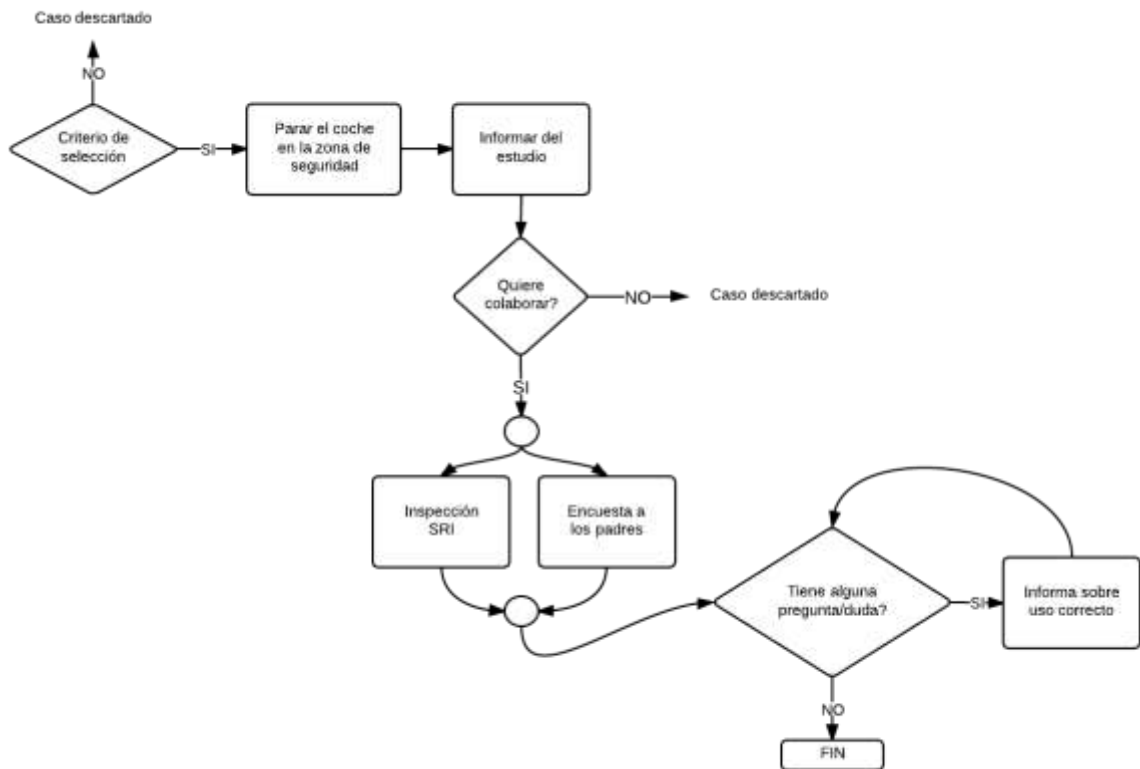 Caso descartado
NO
Criterio de
selección
SI
Parar el coche
en la zona de
seguridad
Informar del
estudio
Quiere
colaborar?
NO
Caso descartado
SI
Inspección
SRI
Encuesta a
los padres
Tiene alguna
pregunta/duda?
SI
Informa sobre
uso correcto
NO
FIN